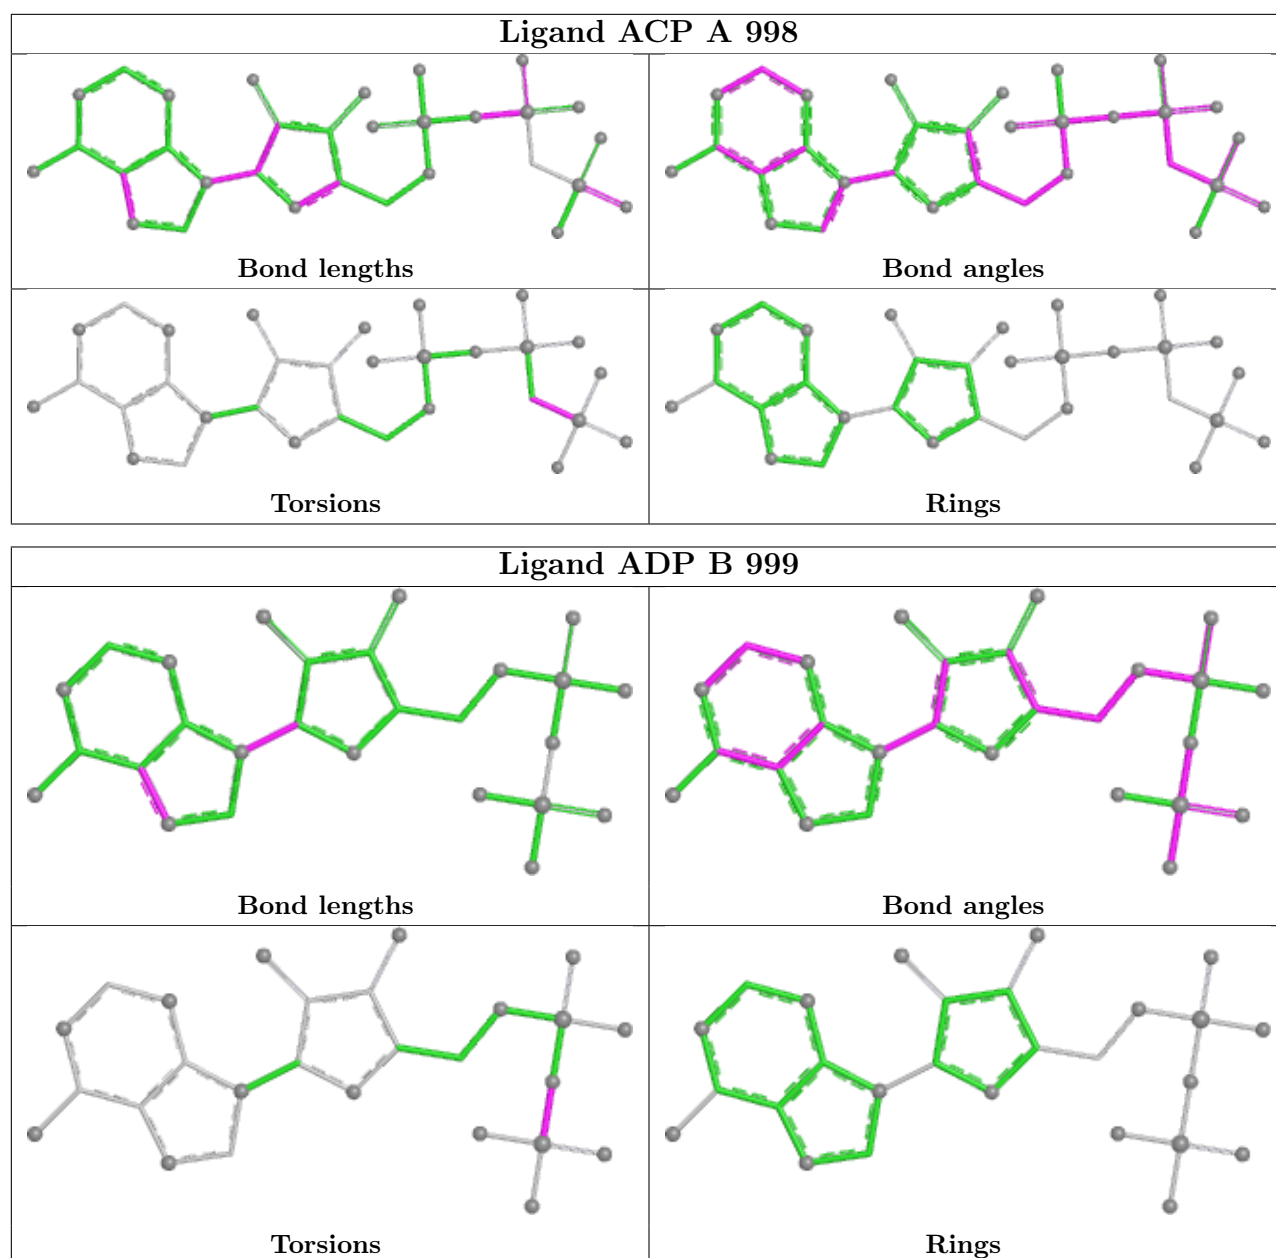 Ligand ACP A 998
Bond lengths
Bond angles
Torsions
Rings
Ligand ADP B 999
Bond lengths
Bond angles
Torsions
Rings